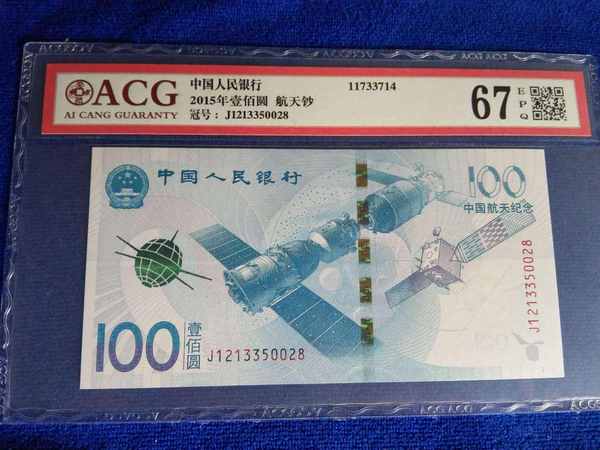 ACG
AI CANG GUARANTY
中国人民银行 11733714
2015年壹佰圆 航天钞
冠号：J1213350028
67 EPQ
中国人民银行
100
中国航天纪念
J1213350028
100 壹佰圆 J1213350028
100